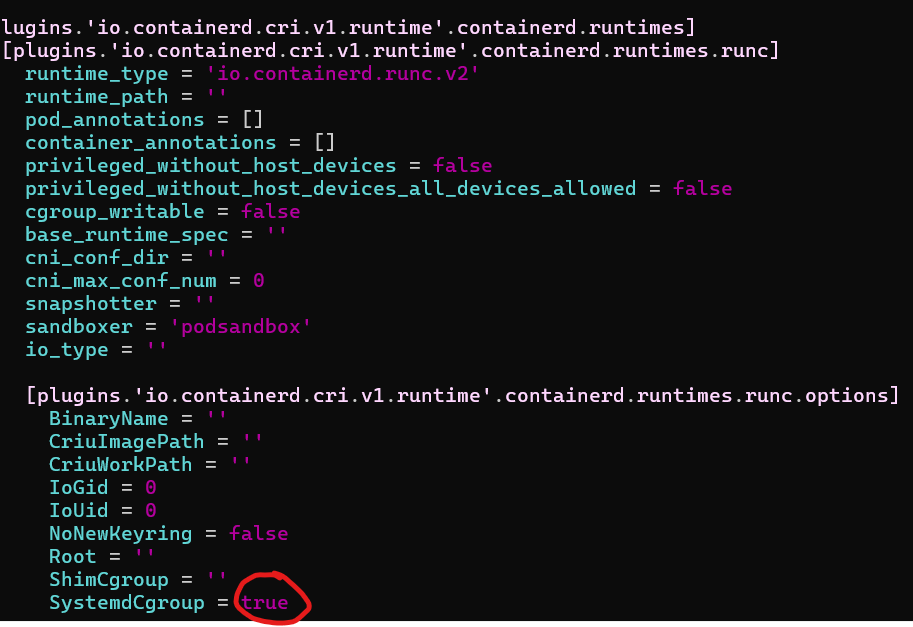 lugins.'io.containerd.cri.v1.runtime'.containerd.runtimes]
[plugins.'io.containerd.cri.v1.runtime'.containerd.runtimes.runc]
runtime_type = 'io.containerd.runc.v2'
runtime_path = ''
pod_annotations = []
container_annotations = []
privileged_without_host_devices = false
privileged_without_host_devices_all_devices_allowed = false
cgroup_writable = false
base_runtime_spec = ''
cni_conf_dir = ''
cni_max_conf_num = 0
snapshotter = ''
sandboxer = 'podsandbox'
io_type = ''
[plugins.'io.containerd.cri.v1.runtime'.containerd.runtimes.runc.options]
BinaryName = ''
CriuImagePath = ''
CriuWorkPath = ''
IoGid = 0
IoUid = 0
NoNewKeyring = false
Root = ''
ShimCgroup = ''
SystemdCgroup = true